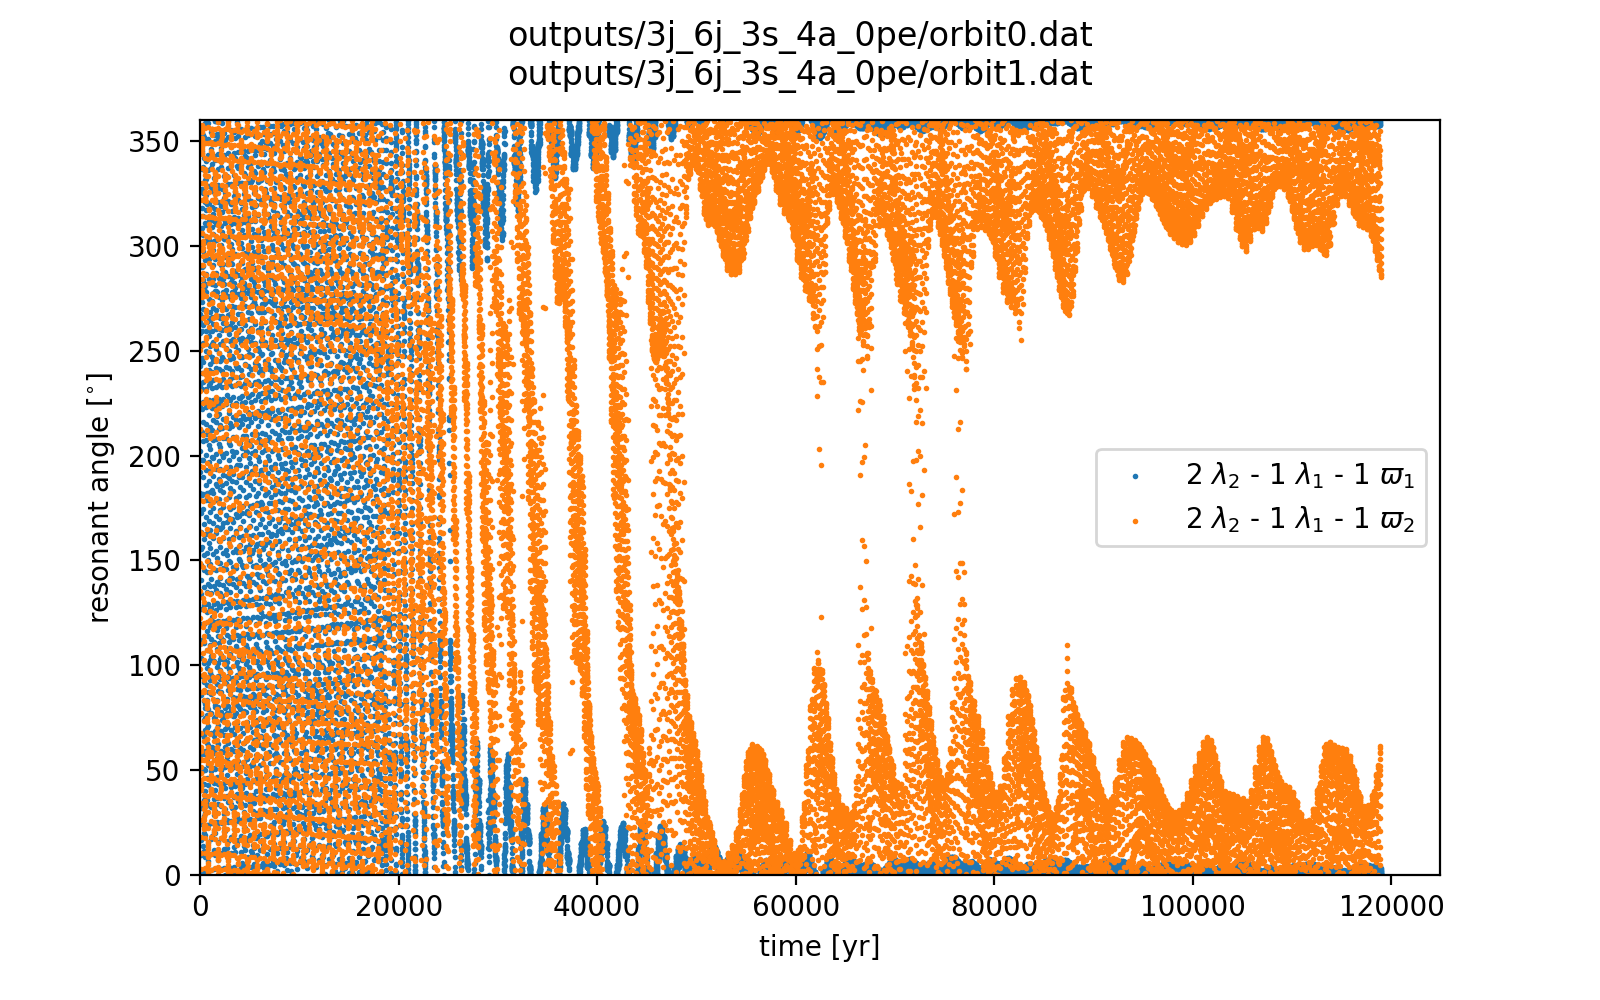 outputs/3j_6j_3s_4a_0pe/orbit0.dat
outputs/3j_6j_3s_4a_0pe/orbit1.dat
resonant angle [°]
350
300
250
200
150
100
50
0
2 λ₂ - 1 λ₁ - 1 ϖ₁
2 λ₂ - 1 λ₁ - 1 ϖ₂
0 20000 40000 60000 80000 100000 120000
time [yr]